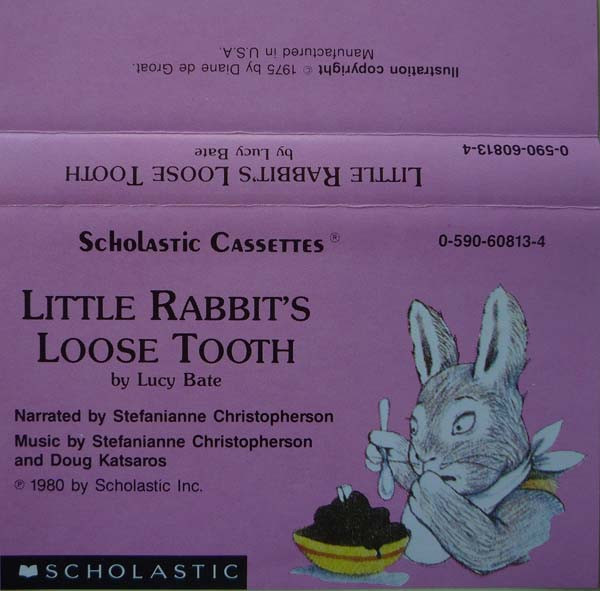 Manufactured in U.S.A.
Illustration copyright © 1975 by Diane de Groat.
LITTLE RABBIT'S LOOSE TOOTH
by Lucy Bate
0-590-60813-4
SCHOLASTIC CASSETTES ®
0-590-60813-4
LITTLE RABBIT'S
LOOSE TOOTH
by Lucy Bate
Narrated by Stefanianne Christopherson
Music by Stefanianne Christopherson
and Doug Katsaros
℗ 1980 by Scholastic Inc.
SCHOLASTIC